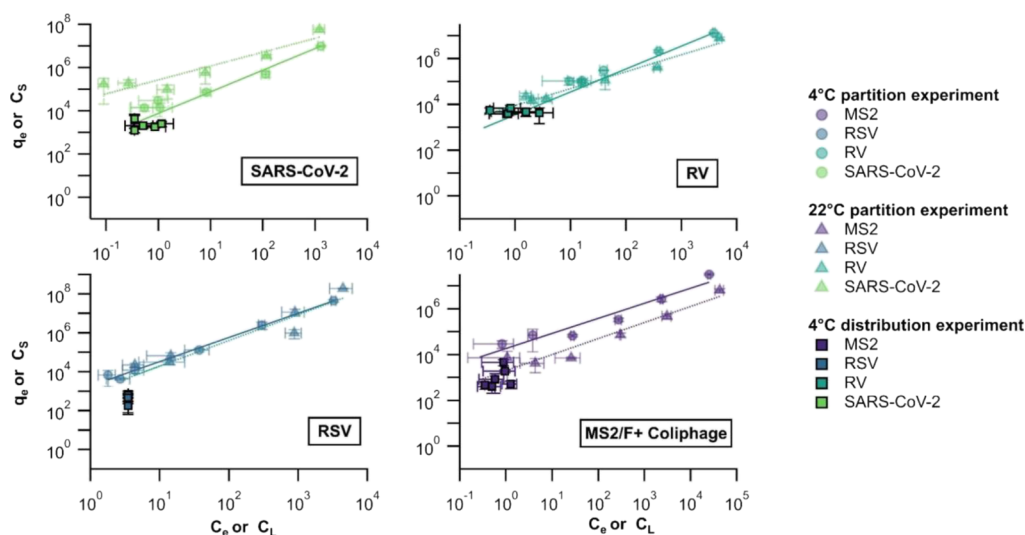 q_e or C_S
10^8
10^6
10^4
10^2
10^0
SARS-CoV-2
10^-1
10^0
10^1
10^2
10^3
10^4
10^6
10^4
10^2
10^0
RV
10^-1
10^0
10^1
10^2
10^3
10^4
q_e or C_S
10^8
10^6
10^4
10^2
10^0
RSV
10^0
10^1
10^2
10^3
10^4
C_e or C_L
10^6
10^4
10^2
10^0
MS2/F+ Coliphage
10^-1
10^0
10^1
10^2
10^3
10^4
10^5
C_e or C_L
4°C partition experiment
MS2
RSV
RV
SARS-CoV-2
22°C partition experiment
MS2
RSV
RV
SARS-CoV-2
4°C distribution experiment
MS2
RSV
RV
SARS-CoV-2